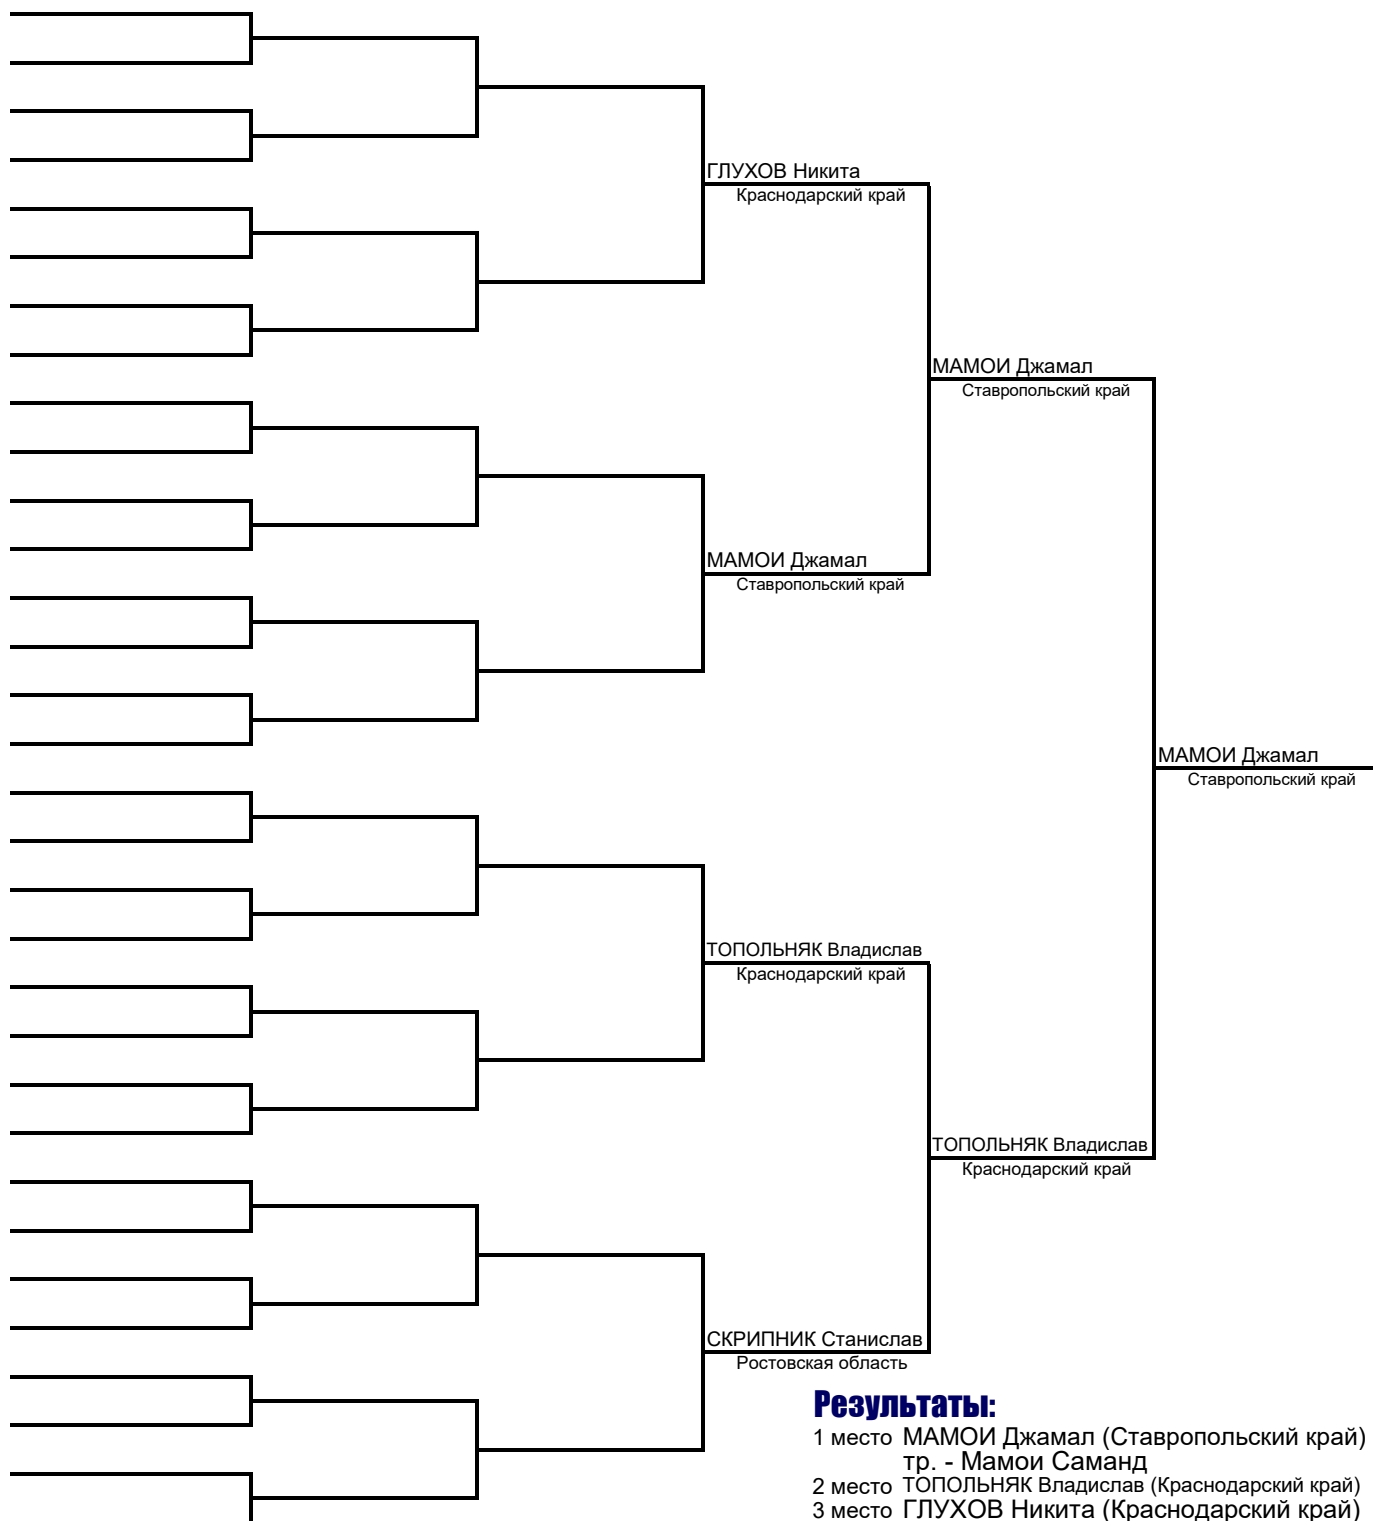 ГЛУХОВ Никита
Краснодарский край
МАМОИ Джамал
Ставропольский край
МАМОИ Джамал
Ставропольский край
МАМОИ Джамал
Ставропольский край
ТОПОЛЬНЯК Владислав
Краснодарский край
ТОПОЛЬНЯК Владислав
Краснодарский край
СКРИПНИК Станислав
Ростовская область
Результаты:
1 место МАМОИ Джамал (Ставропольский край)
тр. - Мамои Саманд
2 место ТОПОЛЬНЯК Владислав (Краснодарский край)
3 место ГЛУХОВ Никита (Краснодарский край)